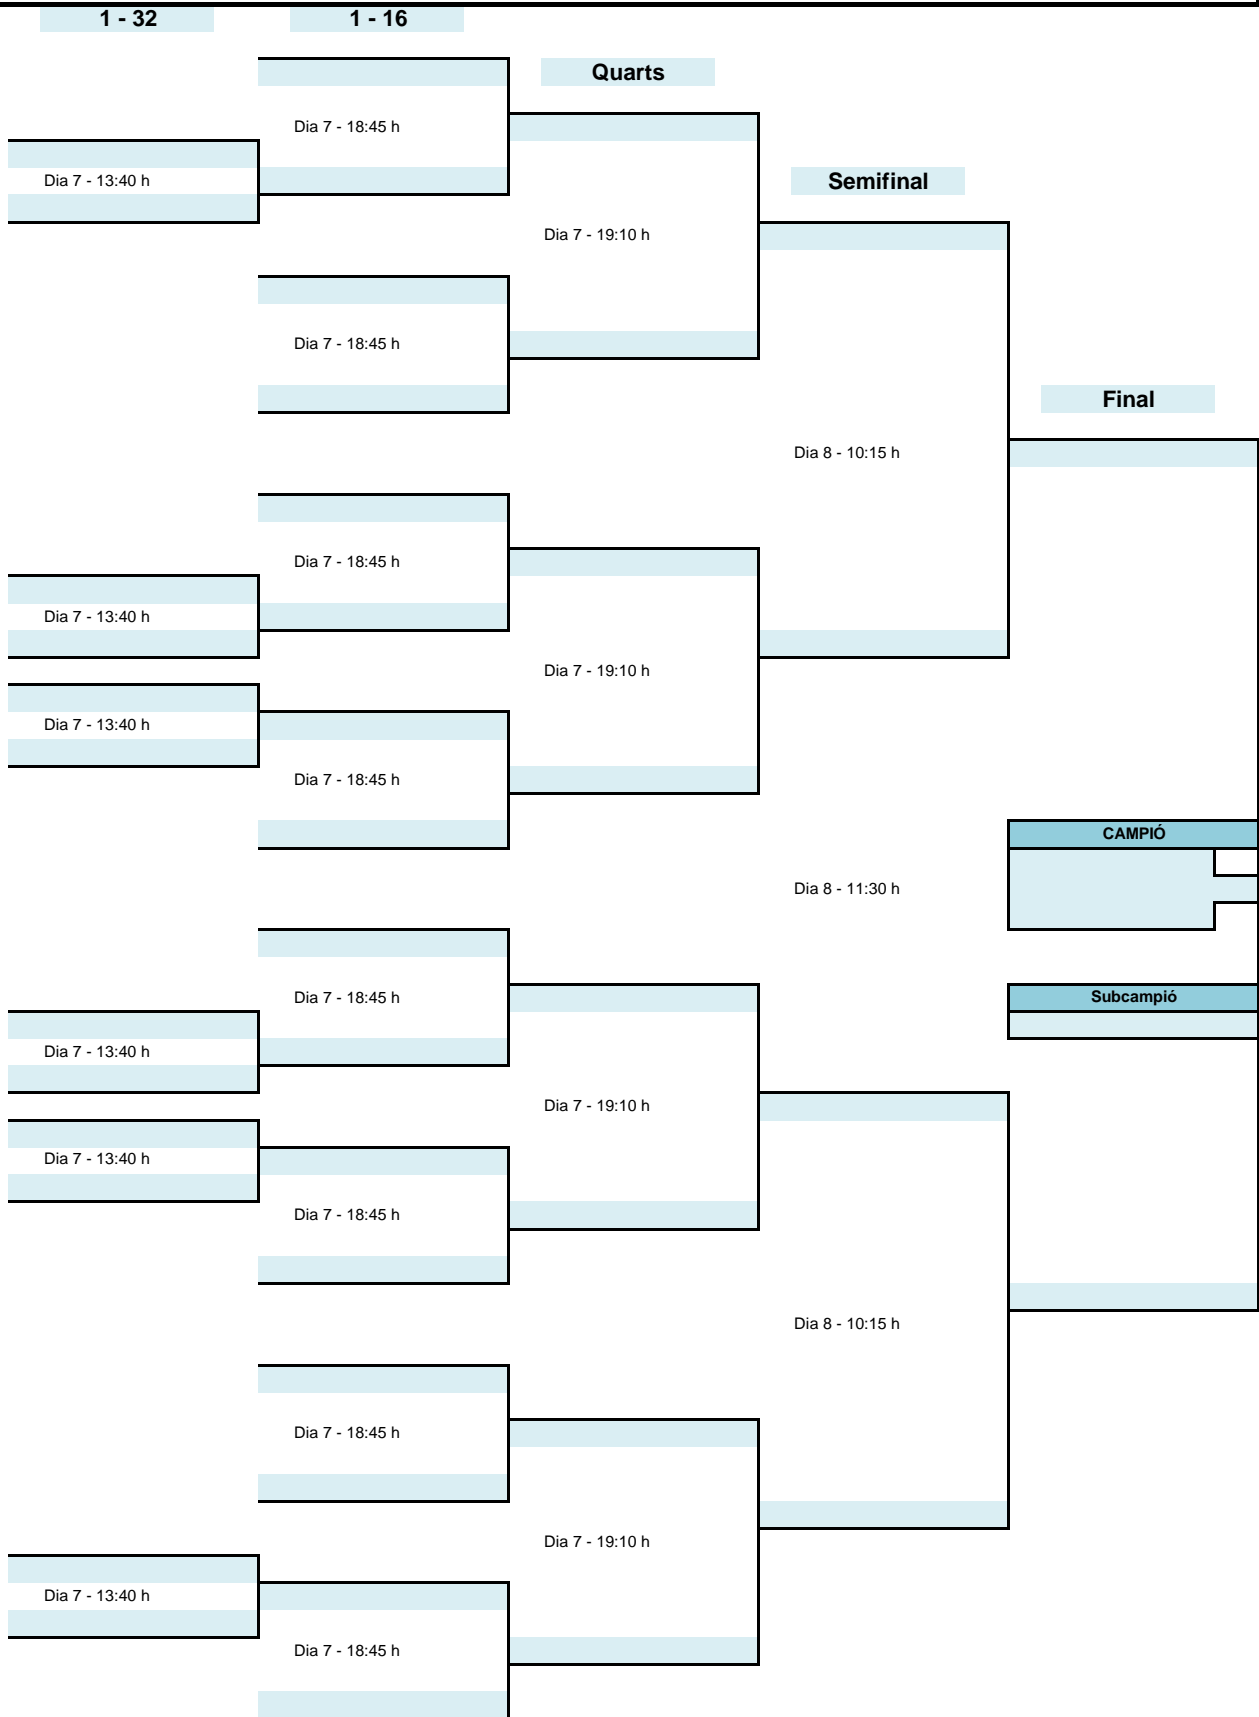 1 - 32
1 - 16
Quarts
Dia 7 - 18:45 h
Dia 7 - 13:40 h
Semifinal
Dia 7 - 19:10 h
Dia 7 - 18:45 h
Final
Dia 8 - 10:15 h
Dia 7 - 18:45 h
Dia 7 - 13:40 h
Dia 7 - 19:10 h
Dia 7 - 13:40 h
Dia 7 - 18:45 h
CAMPIÓ
Dia 8 - 11:30 h
Dia 7 - 18:45 h
Subcampió
Dia 7 - 13:40 h
Dia 7 - 19:10 h
Dia 7 - 13:40 h
Dia 7 - 18:45 h
Dia 8 - 10:15 h
Dia 7 - 18:45 h
Dia 7 - 19:10 h
Dia 7 - 13:40 h
Dia 7 - 18:45 h